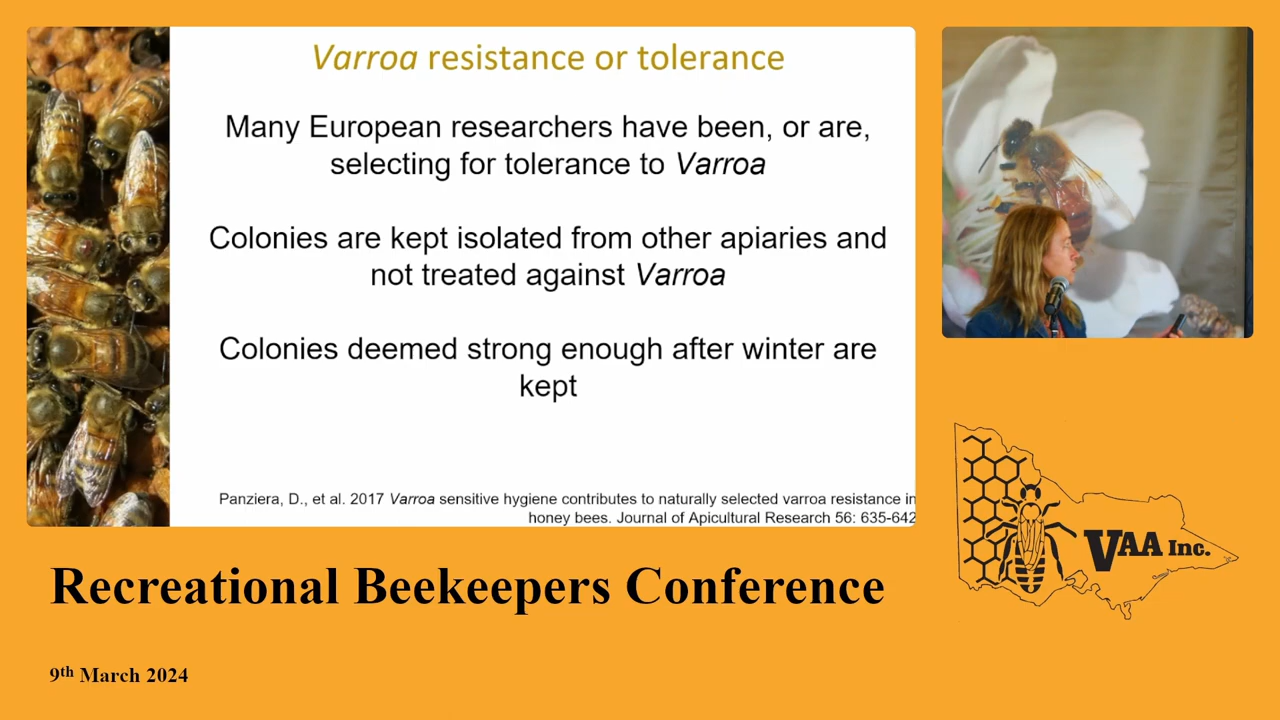 Varroa resistance or tolerance
Many European researchers have been, or are,
selecting for tolerance to Varroa
Colonies are kept isolated from other apiaries and
not treated against Varroa
Colonies deemed strong enough after winter are
kept
Panziera, D., et al. 2017 Varroa sensitive hygiene contributes to naturally selected varroa resistance in
honey bees. Journal of Apicultural Research 56: 635-642
VAA Inc.
Recreational Beekeepers Conference
9th March 2024